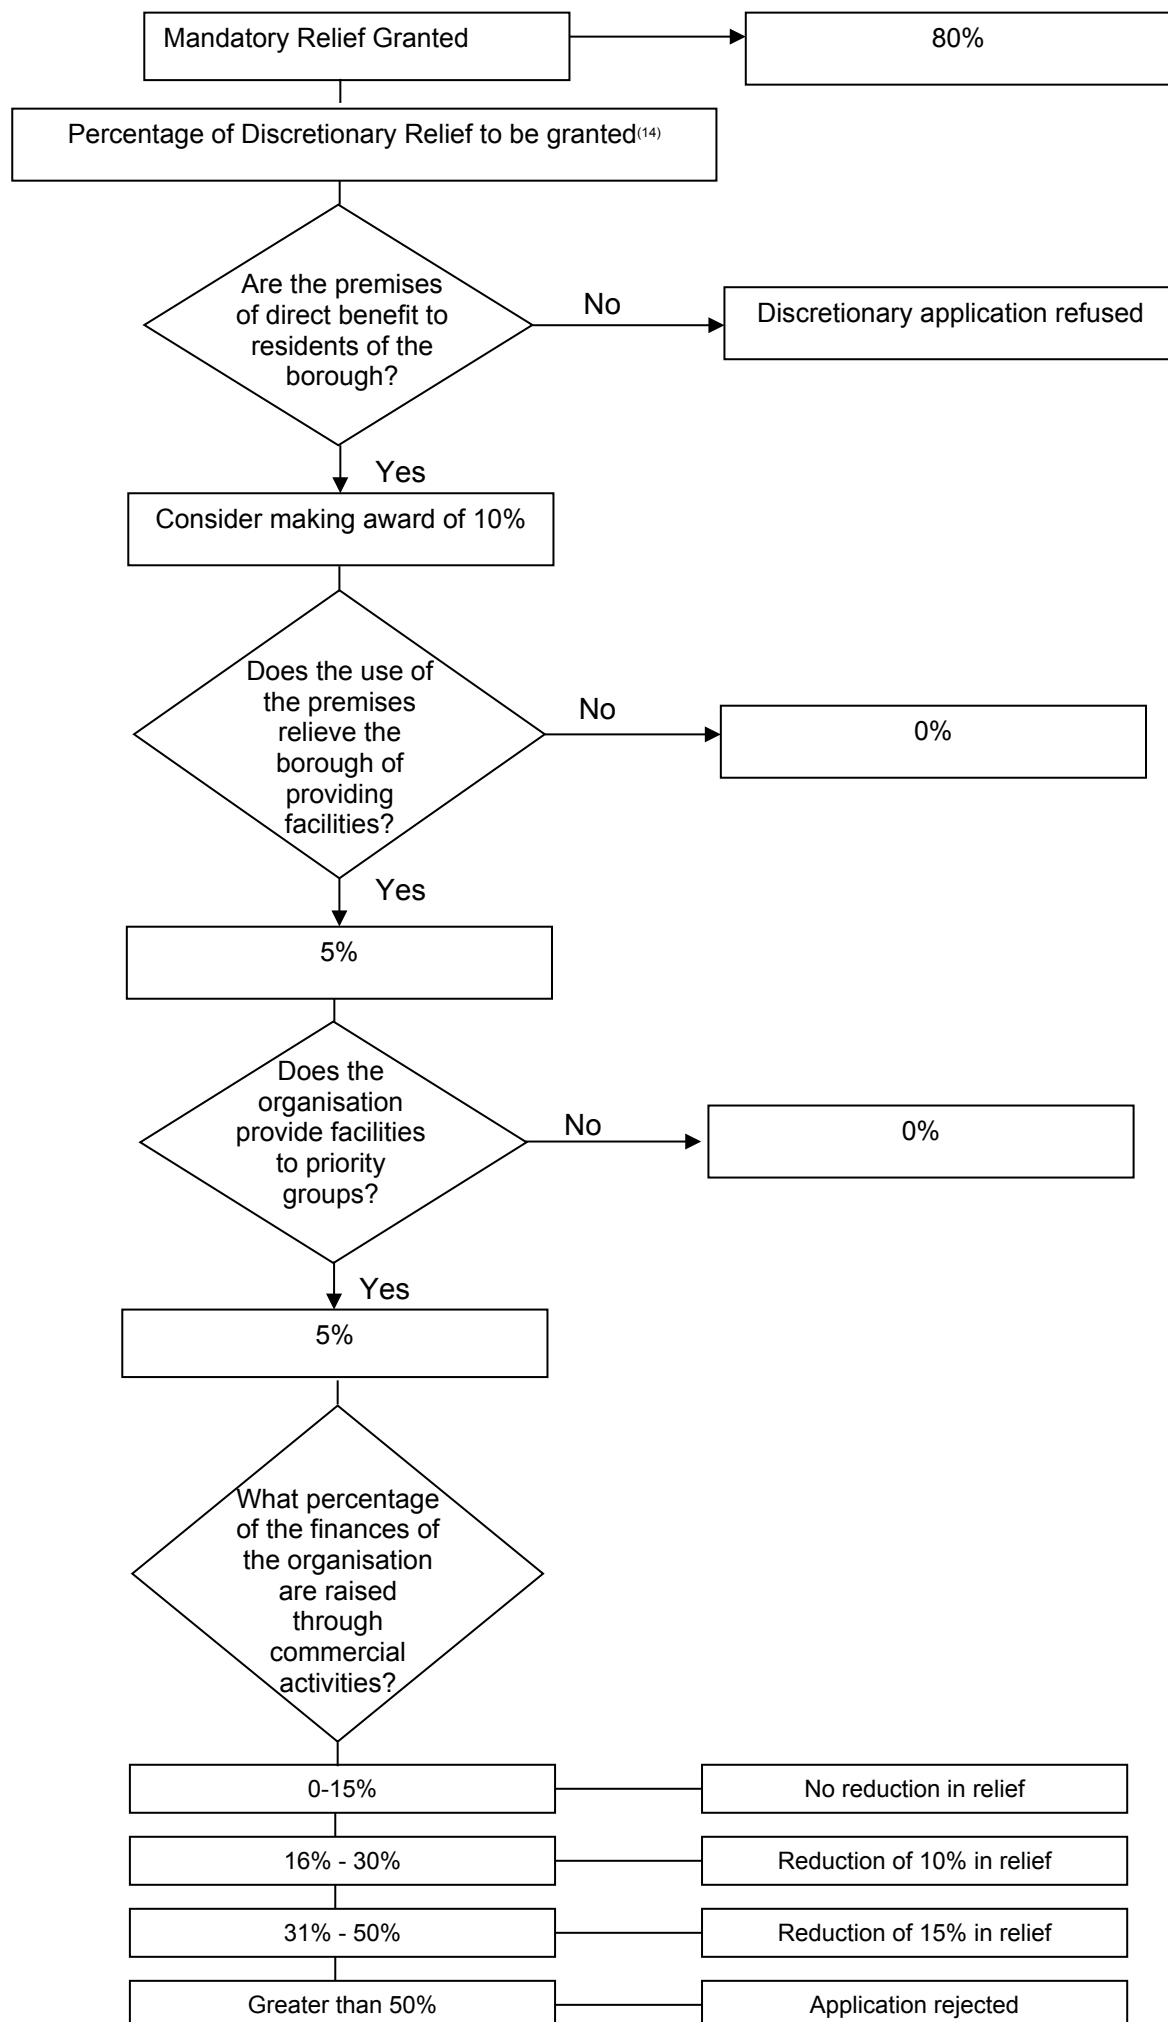 Mandatory Relief Granted
80%
Percentage of Discretionary Relief to be granted(14)
Are the premises
of direct benefit to
residents of the
borough?
No
Discretionary application refused
Yes
Consider making award of 10%
Does the use of
the premises
relieve the
borough of
providing
facilities?
No
0%
Yes
5%
Does the
organisation
provide facilities
to priority
groups?
No
0%
Yes
5%
What percentage
of the finances of
the organisation
are raised
through
commercial
activities?
0-15%
No reduction in relief
16% - 30%
Reduction of 10% in relief
31% - 50%
Reduction of 15% in relief
Greater than 50%
Application rejected